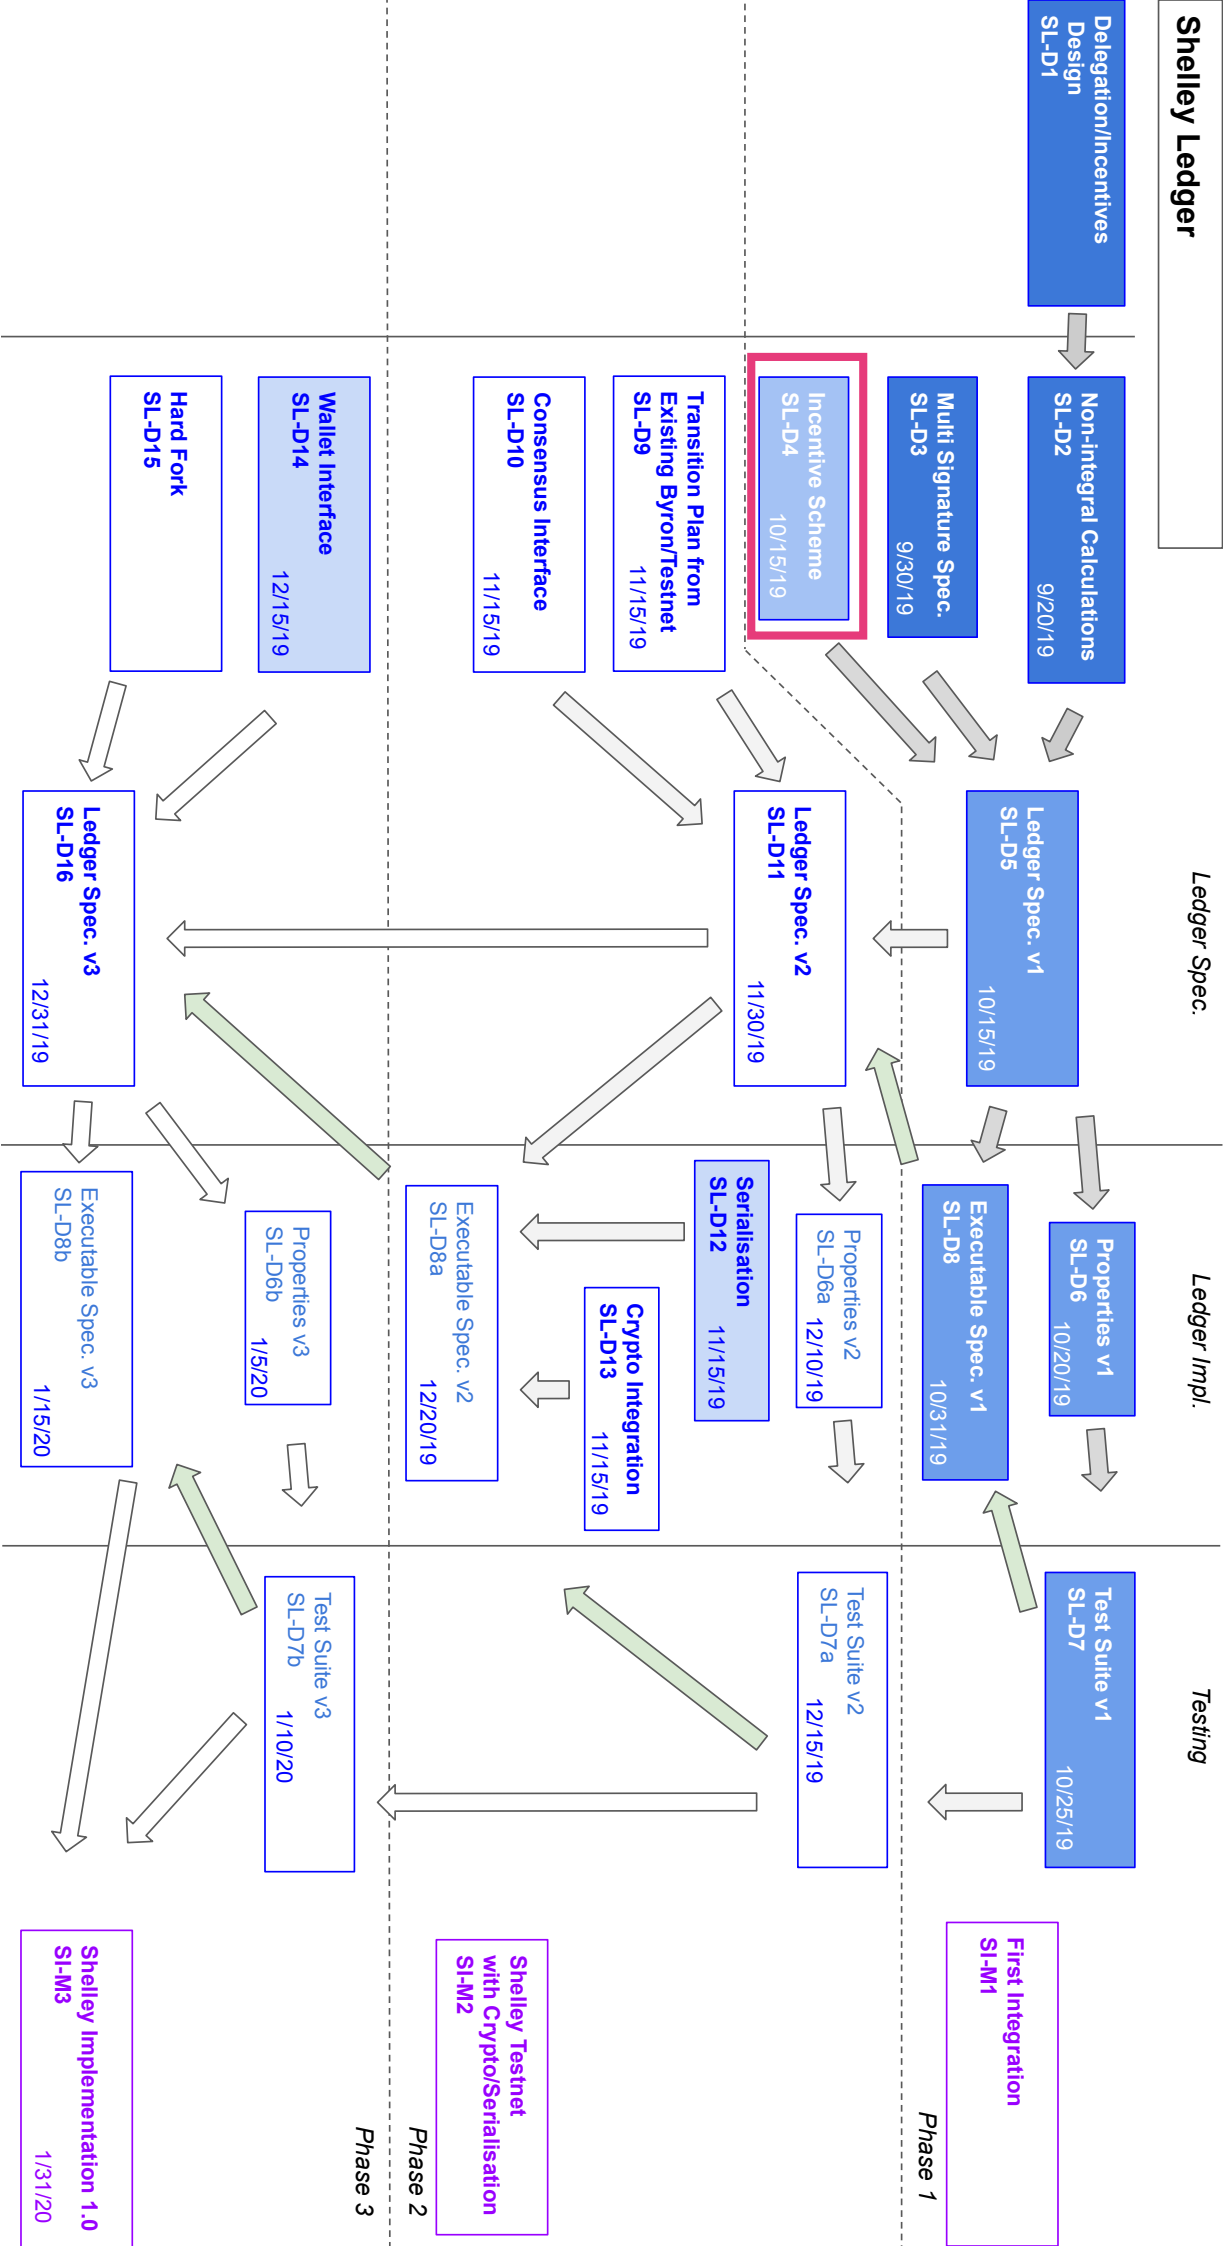 Shelley Ledger
Ledger Spec.
Ledger Impl.
Testing
Delegation/Incentives
Design
SL-D1
Non-integral Calculations
SL-D2
9/20/19
Multi Signature Spec.
SL-D3
9/30/19
Incentive Scheme
SL-D4
10/15/19
Ledger Spec. v1
SL-D5
10/15/19
Properties v1
SL-D6
10/20/19
Executable Spec. v1
SL-D8
10/31/19
Test Suite v1
SL-D7
10/25/19
First Integration
SI-M1
Phase 1
Transition Plan from
Existing Byron/Testnet
SL-D9
11/15/19
Consensus Interface
SL-D10
11/15/19
Ledger Spec. v2
SL-D11
11/30/19
Properties v2
SL-D6a
12/10/19
Serialisation
SL-D12
11/15/19
Crypto Integration
SL-D13
11/15/19
Executable Spec. v2
SL-D8a
12/20/19
Test Suite v2
SL-D7a
12/15/19
Shelley Testnet
with Crypto/Serialisation
SI-M2
Phase 2
Phase 3
Wallet Interface
SL-D14
12/15/19
Hard Fork
SL-D15
Ledger Spec. v3
SL-D16
12/31/19
Properties v3
SL-D6b
1/5/20
Executable Spec. v3
SL-D8b
1/15/20
Test Suite v3
SL-D7b
1/10/20
Shelley Implementation 1.0
SI-M3
1/31/20